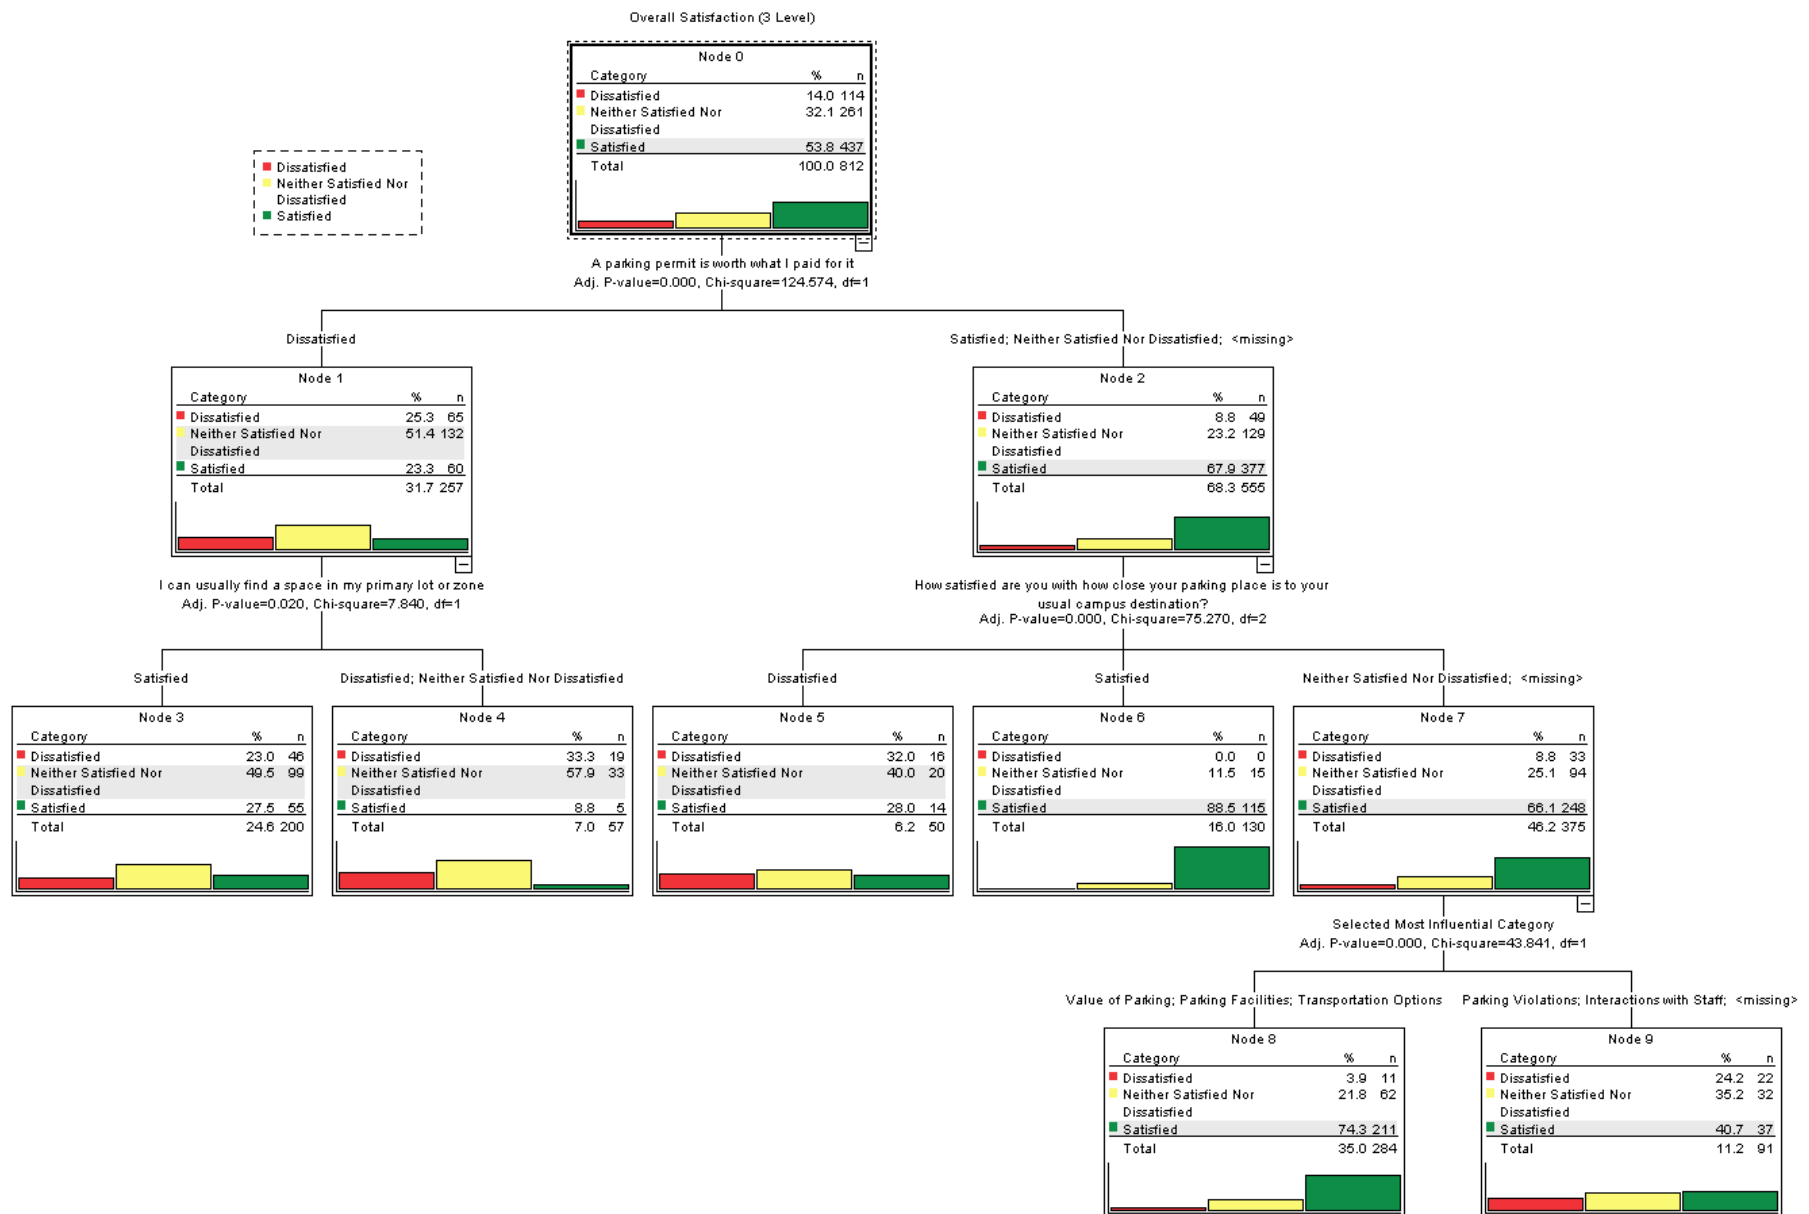 Overall Satisfaction (3 Level)
Node 0
Category % n
Dissatisfied 14.0 114
Neither Satisfied Nor 32.1 261
Dissatisfied
Satisfied 53.8 437
Total 100.0 812
Dissatisfied
Neither Satisfied Nor
Dissatisfied
Satisfied
A parking permit is worth what I paid for it
Adj. P-value=0.000, Chi-square=124.574, df=1
Dissatisfied
Satisfied; Neither Satisfied Nor Dissatisfied; <missing>
Node 1
Category % n
Dissatisfied 25.3 65
Neither Satisfied Nor 51.4 132
Dissatisfied
Satisfied 23.3 60
Total 31.7 257
Node 2
Category % n
Dissatisfied 8.8 49
Neither Satisfied Nor 23.2 129
Dissatisfied
Satisfied 67.9 377
Total 68.3 555
I can usually find a space in my primary lot or zone
Adj. P-value=0.020, Chi-square=7.840, df=1
How satisfied are you with how close your parking place is to your
usual campus destination?
Adj. P-value=0.000, Chi-square=75.270, df=2
Satisfied
Dissatisfied; Neither Satisfied Nor Dissatisfied
Dissatisfied
Satisfied
Neither Satisfied Nor Dissatisfied; <missing>
Node 3
Category % n
Dissatisfied 23.0 46
Neither Satisfied Nor 49.5 99
Dissatisfied
Satisfied 27.5 55
Total 24.6 200
Node 4
Category % n
Dissatisfied 33.3 19
Neither Satisfied Nor 57.9 33
Dissatisfied
Satisfied 8.8 5
Total 7.0 57
Node 5
Category % n
Dissatisfied 32.0 16
Neither Satisfied Nor 40.0 20
Dissatisfied
Satisfied 28.0 14
Total 6.2 50
Node 6
Category % n
Dissatisfied 0.0 0
Neither Satisfied Nor 11.5 15
Dissatisfied
Satisfied 88.5 115
Total 16.0 130
Node 7
Category % n
Dissatisfied 8.8 33
Neither Satisfied Nor 25.1 94
Dissatisfied
Satisfied 66.1 248
Total 46.2 375
Selected Most Influential Category
Adj. P-value=0.000, Chi-square=43.841, df=1
Value of Parking; Parking Facilities; Transportation Options
Parking Violations; Interactions with Staff; <missing>
Node 8
Category % n
Dissatisfied 3.9 11
Neither Satisfied Nor 21.8 62
Dissatisfied
Satisfied 74.3 211
Total 35.0 284
Node 9
Category % n
Dissatisfied 24.2 22
Neither Satisfied Nor 35.2 32
Dissatisfied
Satisfied 40.7 37
Total 11.2 91